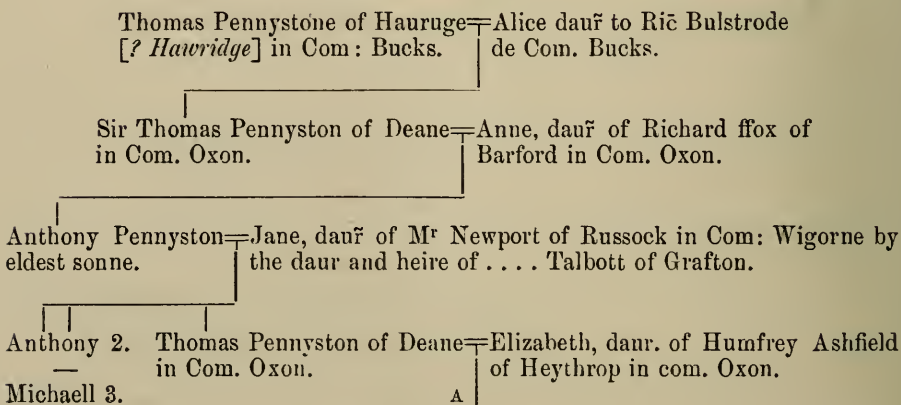 Thomas Pennystone of Hauruge Alice daur̃ to Ric̄ Bulstrode
[? Hawridge] in Com: Bucks. de Com. Bucks.
Sir Thomas Pennyston of Deane Anne, daur̃ of Richard ffox of
in Com. Oxon. Barford in Com. Oxon.
Anthony Pennyston Jane, daur̃ of Mr Newport of Russock in Com: Wigorne by
eldest sonne. the daur and heire of .... Talbott of Grafton.
Anthony 2. Thomas Pennyston of Deane Elizabeth, daur. of Humfrey Ashfield
— in Com. Oxon. of Heythrop in com. Oxon.
Michaell 3. A